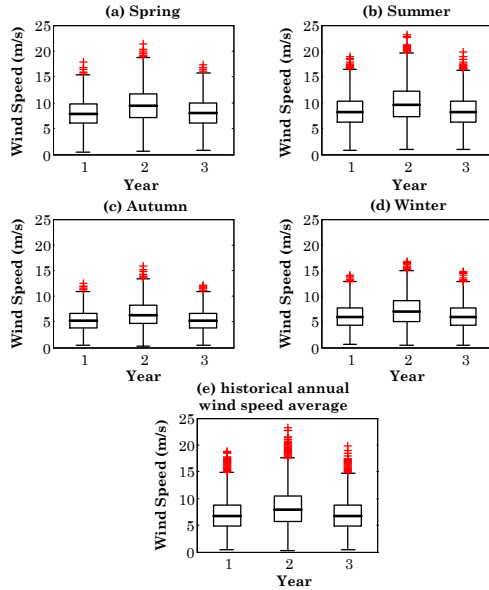 (a) Spring
25
20
15
10
5
0
Wind Speed (m/s)
1 2 3
Year
(b) Summer
25
20
15
10
5
0
Wind Speed (m/s)
1 2 3
Year
(c) Autumn
25
20
15
10
5
0
Wind Speed (m/s)
1 2 3
Year
(d) Winter
25
20
15
10
5
0
Wind Speed (m/s)
1 2 3
Year
(e) historical annual
wind speed average
25
20
15
10
5
0
Wind Speed (m/s)
1 2 3
Year